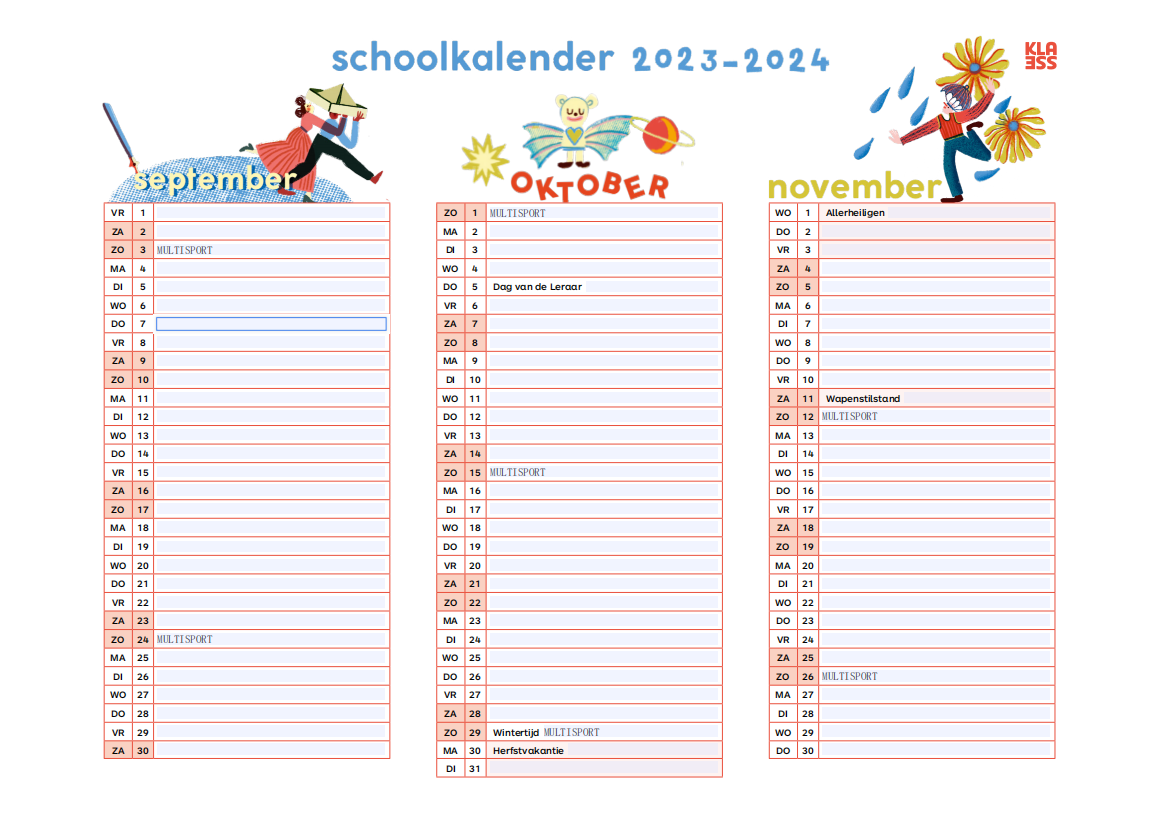 schoolkalender 2023-2024
KLA
SSE
september
VR 1
ZA 2
ZO 3 MULTISPORT
MA 4
DI 5
WO 6
DO 7
VR 8
ZA 9
ZO 10
MA 11
DI 12
WO 13
DO 14
VR 15
ZA 16
ZO 17
MA 18
DI 19
WO 20
DO 21
VR 22
ZA 23
ZO 24 MULTISPORT
MA 25
DI 26
WO 27
DO 28
VR 29
ZA 30
OKTOBER
ZO 1 MULTISPORT
MA 2
DI 3
WO 4
DO 5 Dag van de Leraar
VR 6
ZA 7
ZO 8
MA 9
DI 10
WO 11
DO 12
VR 13
ZA 14
ZO 15 MULTISPORT
MA 16
DI 17
WO 18
DO 19
VR 20
ZA 21
ZO 22
MA 23
DI 24
WO 25
DO 26
VR 27
ZA 28
ZO 29 Wintertijd MULTISPORT
MA 30 Herfstvakantie
DI 31
november
WO 1 Allerheiligen
DO 2
VR 3
ZA 4
ZO 5
MA 6
DI 7
WO 8
DO 9
VR 10
ZA 11 Wapenstilstand
ZO 12 MULTISPORT
MA 13
DI 14
WO 15
DO 16
VR 17
ZA 18
ZO 19
MA 20
DI 21
WO 22
DO 23
VR 24
ZA 25
ZO 26 MULTISPORT
MA 27
DI 28
WO 29
DO 30